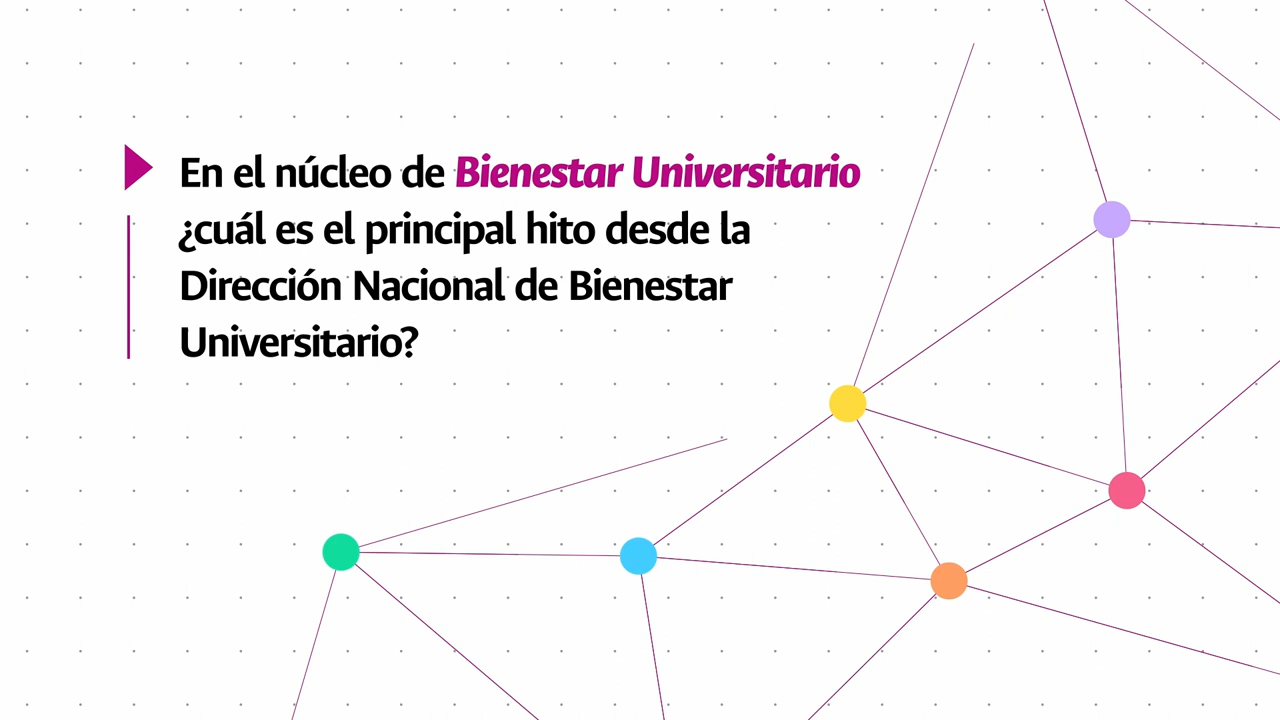 En el núcleo de Bienestar Universitario
¿cuál es el principal hito desde la
Dirección Nacional de Bienestar
Universitario?